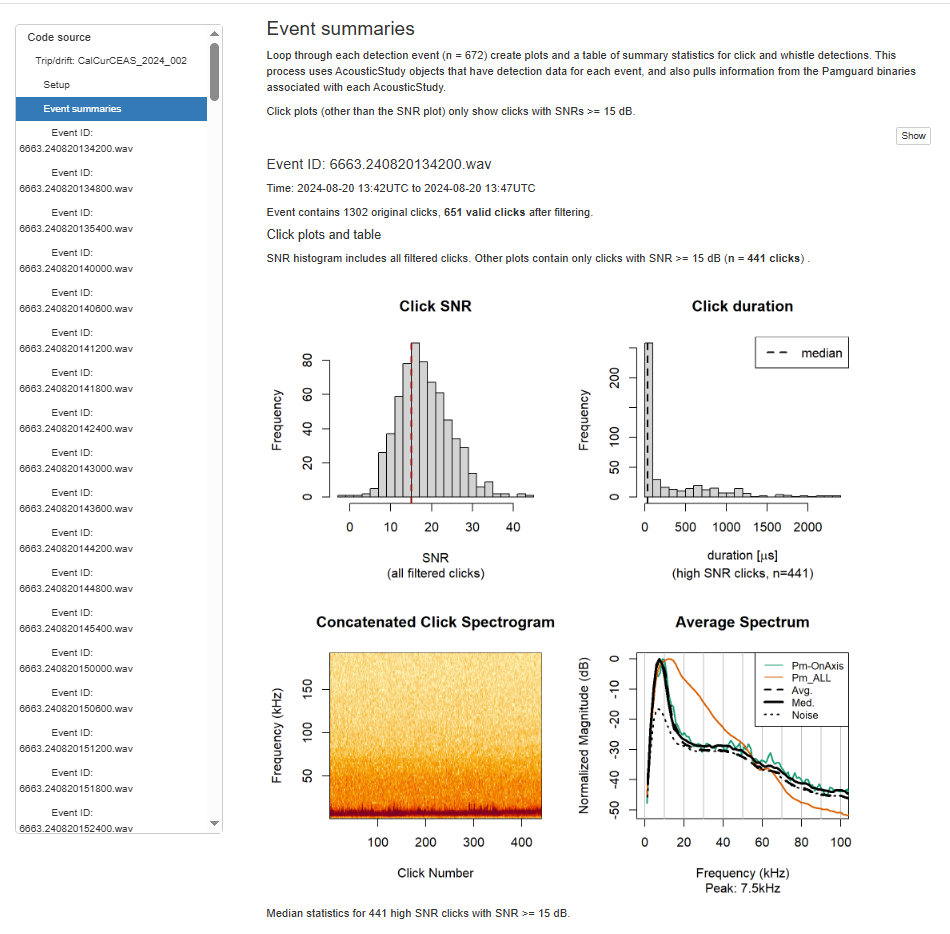 Code source
Trip/drift: CalCurCEAS_2024_002
Setup
Event summaries
Event ID:
6663.240820134200.wav
Event ID:
6663.240820134800.wav
Event ID:
6663.240820135400.wav
Event ID:
6663.240820140000.wav
Event ID:
6663.240820140600.wav
Event ID:
6663.240820141200.wav
Event ID:
6663.240820141800.wav
Event ID:
6663.240820142400.wav
Event ID:
6663.240820143000.wav
Event ID:
6663.240820143600.wav
Event ID:
6663.240820144200.wav
Event ID:
6663.240820144800.wav
Event ID:
6663.240820145400.wav
Event ID:
6663.240820150000.wav
Event ID:
6663.240820150600.wav
Event ID:
6663.240820151200.wav
Event ID:
6663.240820151800.wav
Event ID:
6663.240820152400.wav
Event summaries
Loop through each detection event (n = 672) create plots and a table of summary statistics for click and whistle detections. This
process uses AcousticStudy objects that have detection data for each event, and also pulls information from the Pamguard binaries
associated with each AcousticStudy.
Click plots (other than the SNR plot) only show clicks with SNRs >= 15 dB.
Show
Event ID: 6663.240820134200.wav
Time: 2024-08-20 13:42UTC to 2024-08-20 13:47UTC
Event contains 1302 original clicks, 651 valid clicks after filtering.
Click plots and table
SNR histogram includes all filtered clicks. Other plots contain only clicks with SNR >= 15 dB (n = 441 clicks) .
Click SNR
Frequency
0 20 40 60 80
0 10 20 30 40
SNR
(all filtered clicks)
Click duration
median
Frequency
0 50 100 200
0 500 1000 1500 2000
duration [µs]
(high SNR clicks, n=441)
Concatenated Click Spectrogram
Frequency (kHz)
50 100 150
100 200 300 400
Click Number
Average Spectrum
Pm-OnAxis
Pm_ALL
Avg.
Med.
Noise
Normalized Magnitude (dB)
-50 -40 -30 -20 -10 0
0 20 40 60 80 100
Frequency (kHz)
Peak: 7.5kHz
Median statistics for 441 high SNR clicks with SNR >= 15 dB.